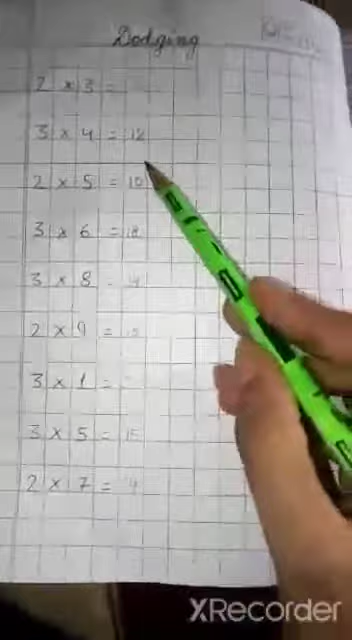 Dodging
2 × 3 =
3 × 4 = 12
2 × 5 = 10
3 × 6 = 18
3 × 8
2 × 9 =
3 × 1 =
3 × 5 = 15
2 × 7 =
XRecorder